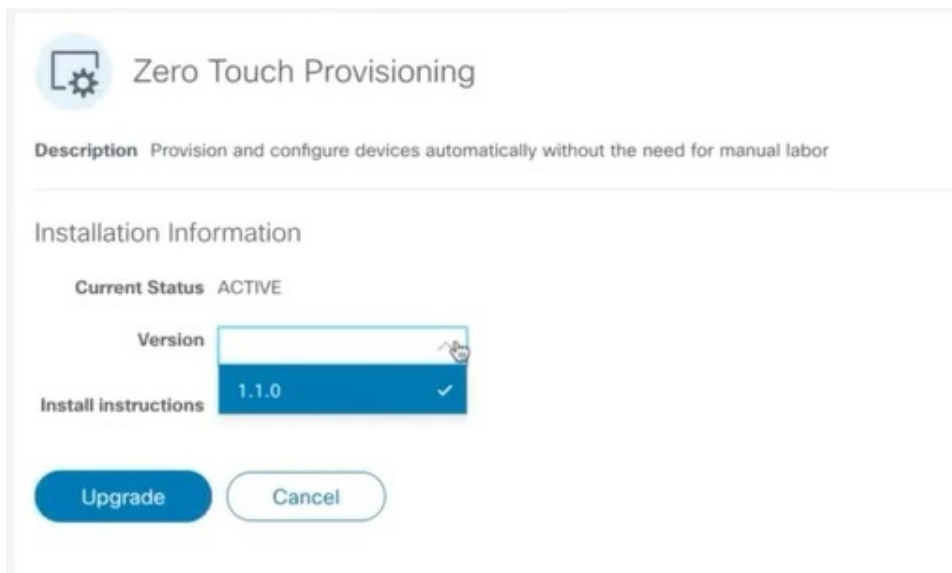 Zero Touch Provisioning
Description Provision and configure devices automatically without the need for manual labor
Installation Information
Current Status ACTIVE
Version
1.1.0
Install instructions
Upgrade Cancel